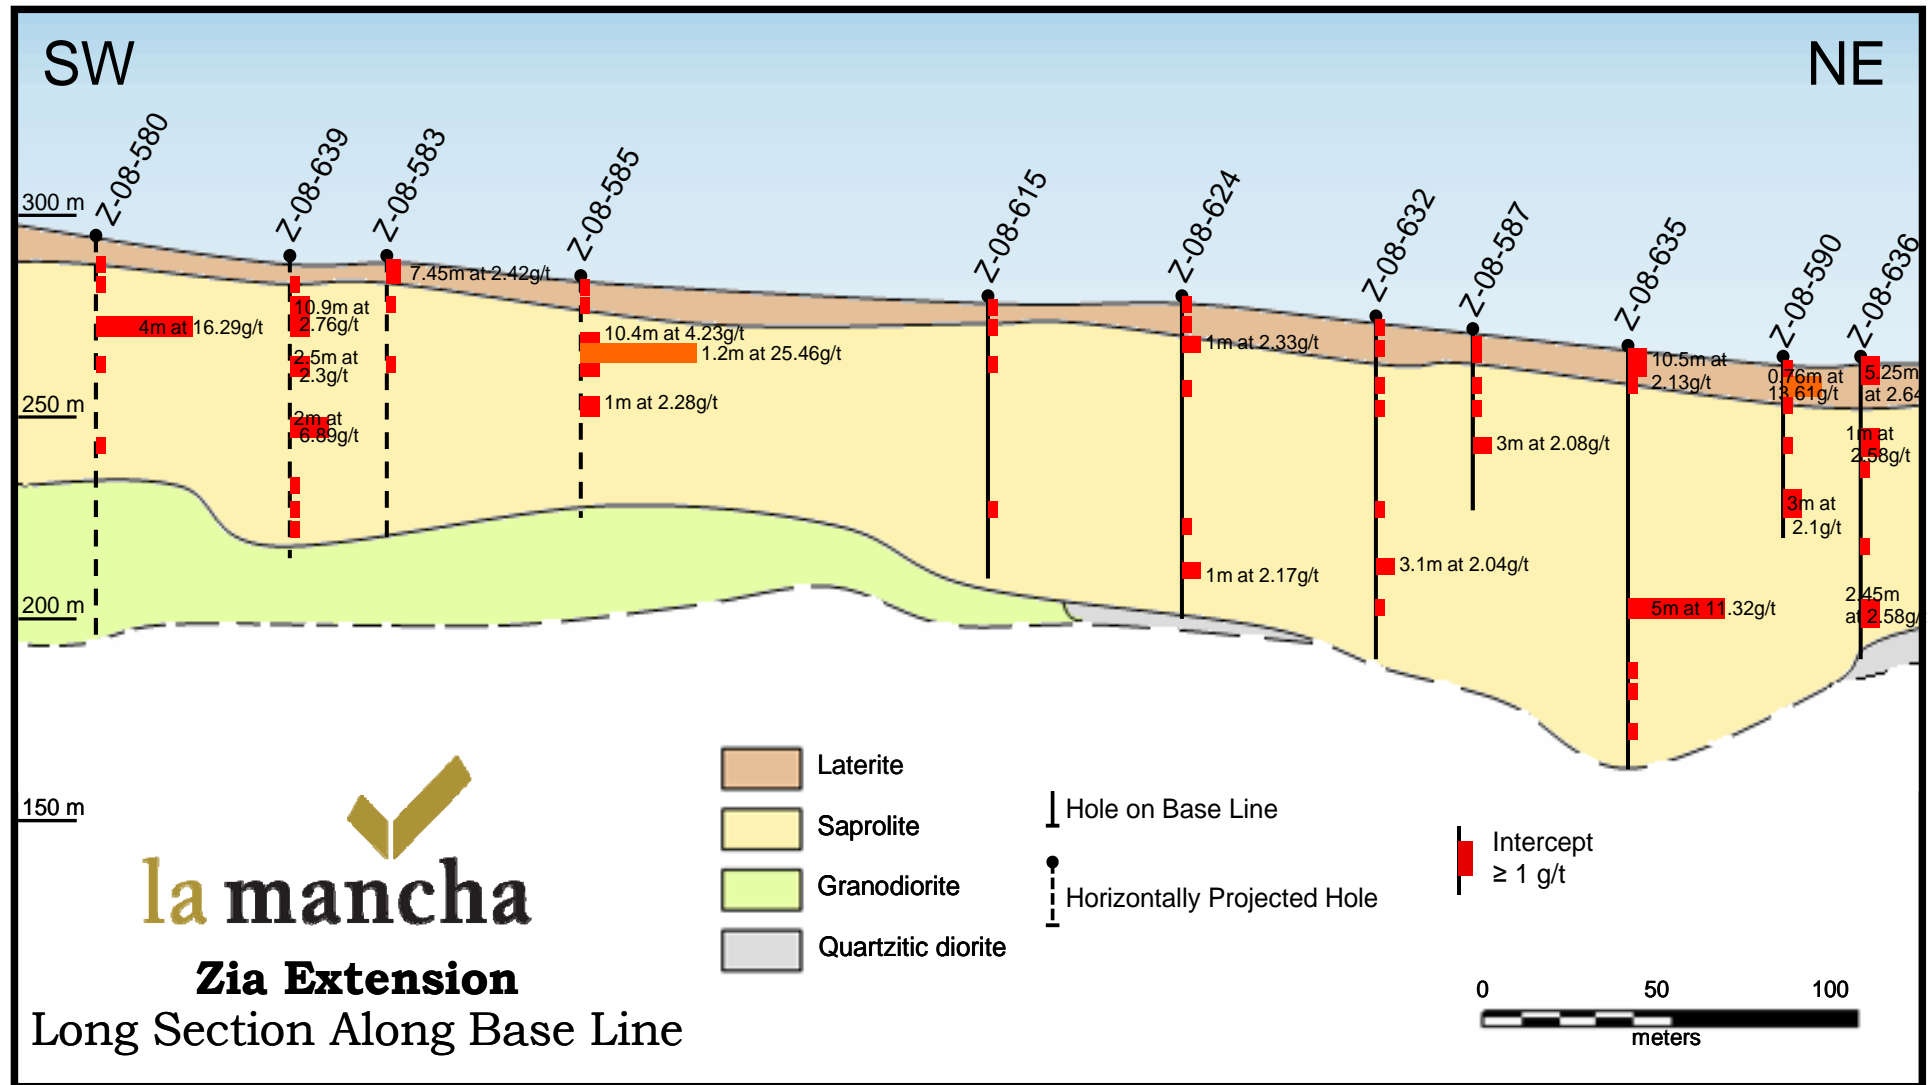 SW
NE
Z-08-580
Z-08-639
Z-08-583
Z-08-585
Z-08-615
Z-08-624
Z-08-632
Z-08-587
Z-08-635
Z-08-590
Z-08-636
300 m
250 m
200 m
150 m
4m at 16.29g/t
10.9m at
2.76g/t
2.5m at
2.3g/t
2m at
6.89g/t
7.45m at 2.42g/t
10.4m at 4.23g/t
1.2m at 25.46g/t
1m at 2.28g/t
1m at 2.33g/t
1m at 2.17g/t
3.1m at 2.04g/t
3m at 2.08g/t
10.5m at
2.13g/t
5m at 11.32g/t
0.76m at
13.61g/t
3m at
2.1g/t
5.25m
at 2.64
1m at
2.58g/t
2.45m
at 2.58g/
la mancha
Zia Extension
Long Section Along Base Line
Laterite
Saprolite
Granodiorite
Quartzitic diorite
Hole on Base Line
Horizontally Projected Hole
Intercept
≥ 1 g/t
0 50 100
meters